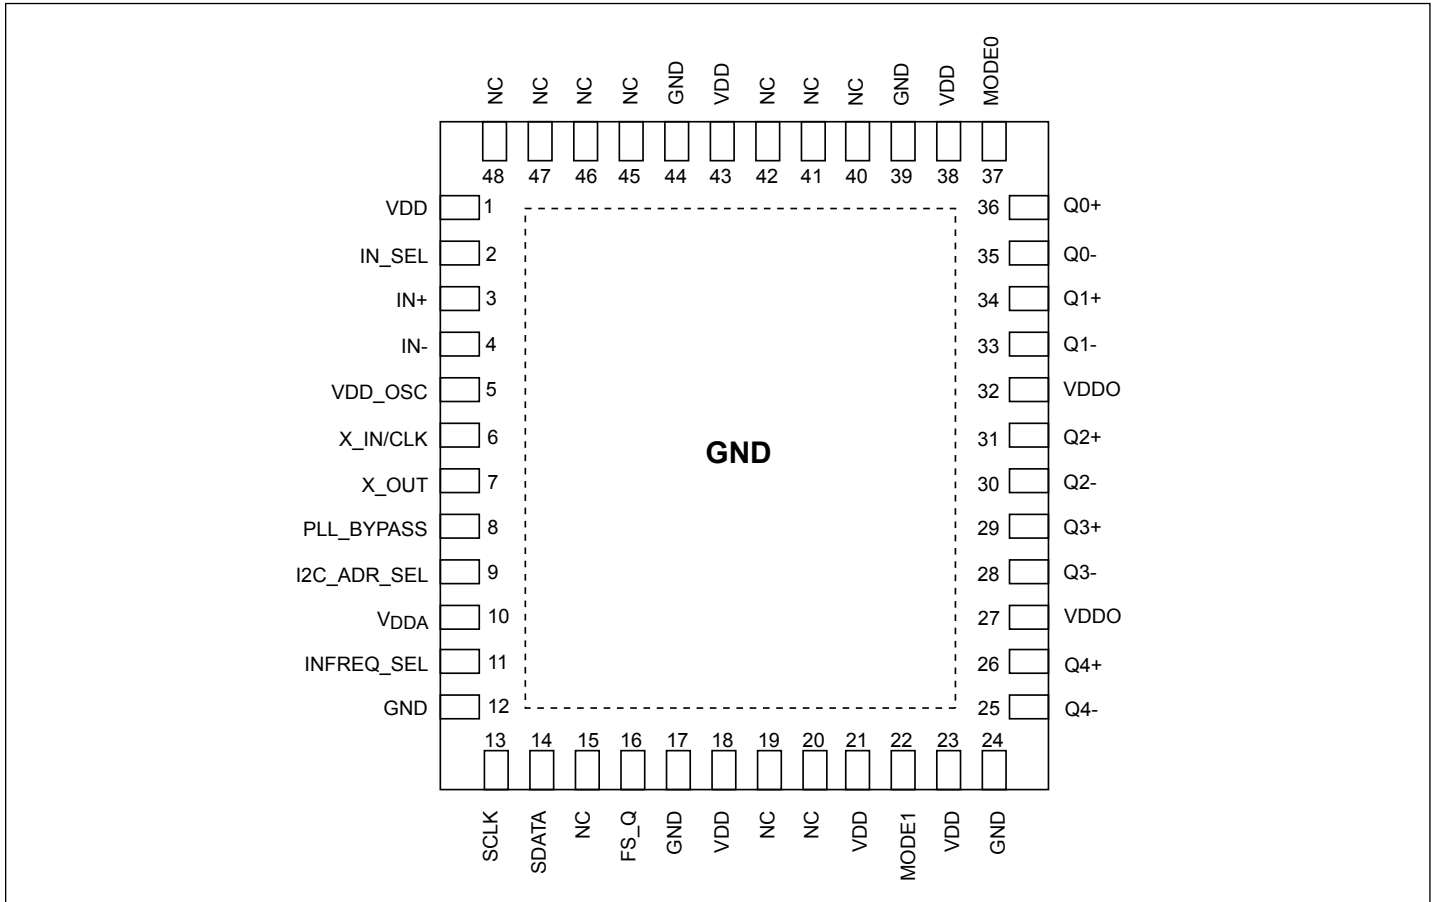 NC NC NC NC GND VDD NC NC NC GND VDD MODE0
48 47 46 45 44 43 42 41 40 39 38 37
VDD 1 36 Q0+
IN_SEL 2 35 Q0-
IN+ 3 34 Q1+
IN- 4 33 Q1-
VDD_OSC 5 32 VDDO
X_IN/CLK 6 31 Q2+
GND
X_OUT 7 30 Q2-
PLL_BYPASS 8 29 Q3+
I2C_ADR_SEL 9 28 Q3-
VDDA 10 27 VDDO
INFREQ_SEL 11 26 Q4+
GND 12 25 Q4-
13 14 15 16 17 18 19 20 21 22 23 24
SCLK SDATA NC FS_Q GND VDD NC NC VDD MODE1 VDD GND